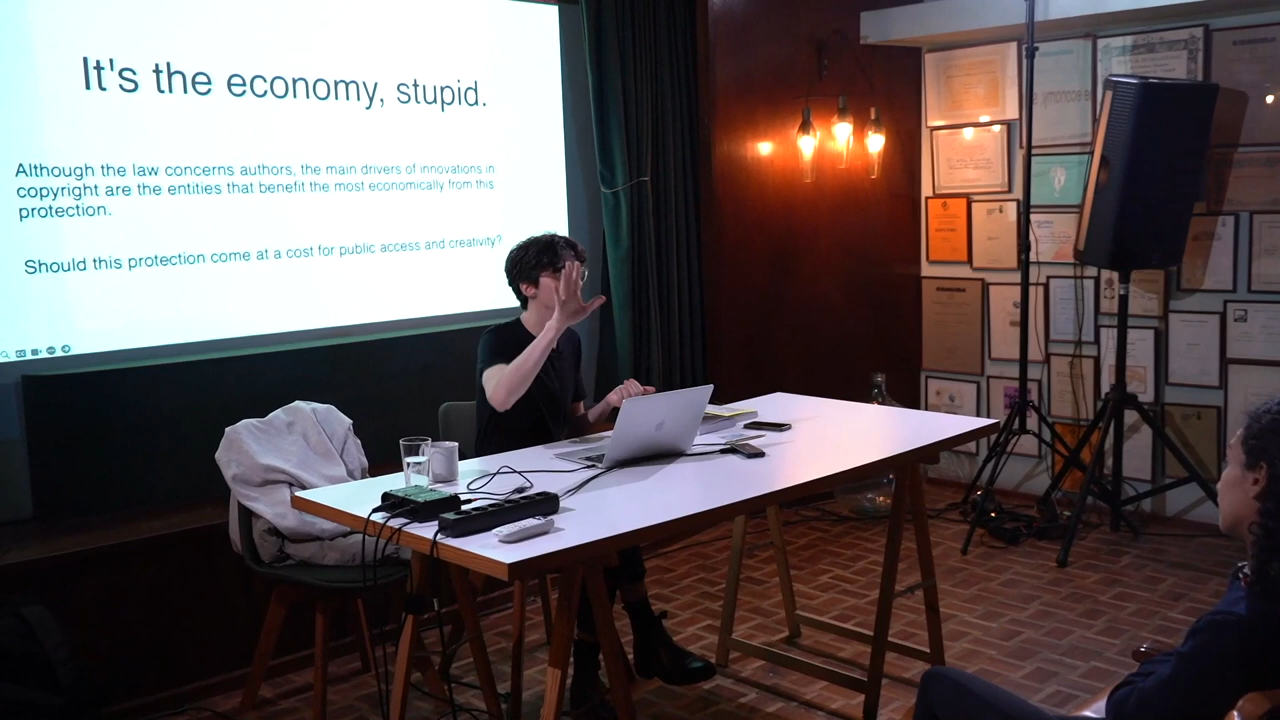 It's the economy, stupid.
Although the law concerns authors, the main drivers of innovations in
copyright are the entities that benefit the most economically from this
protection.
Should this protection come at a cost for public access and creativity?